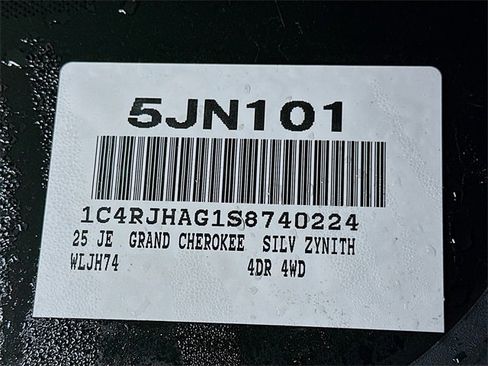 5JN101
1C4RJHAG1S8740224
25 JE GRAND CHEROKEE SILV ZYNITH
WLJH74 4DR 4WD